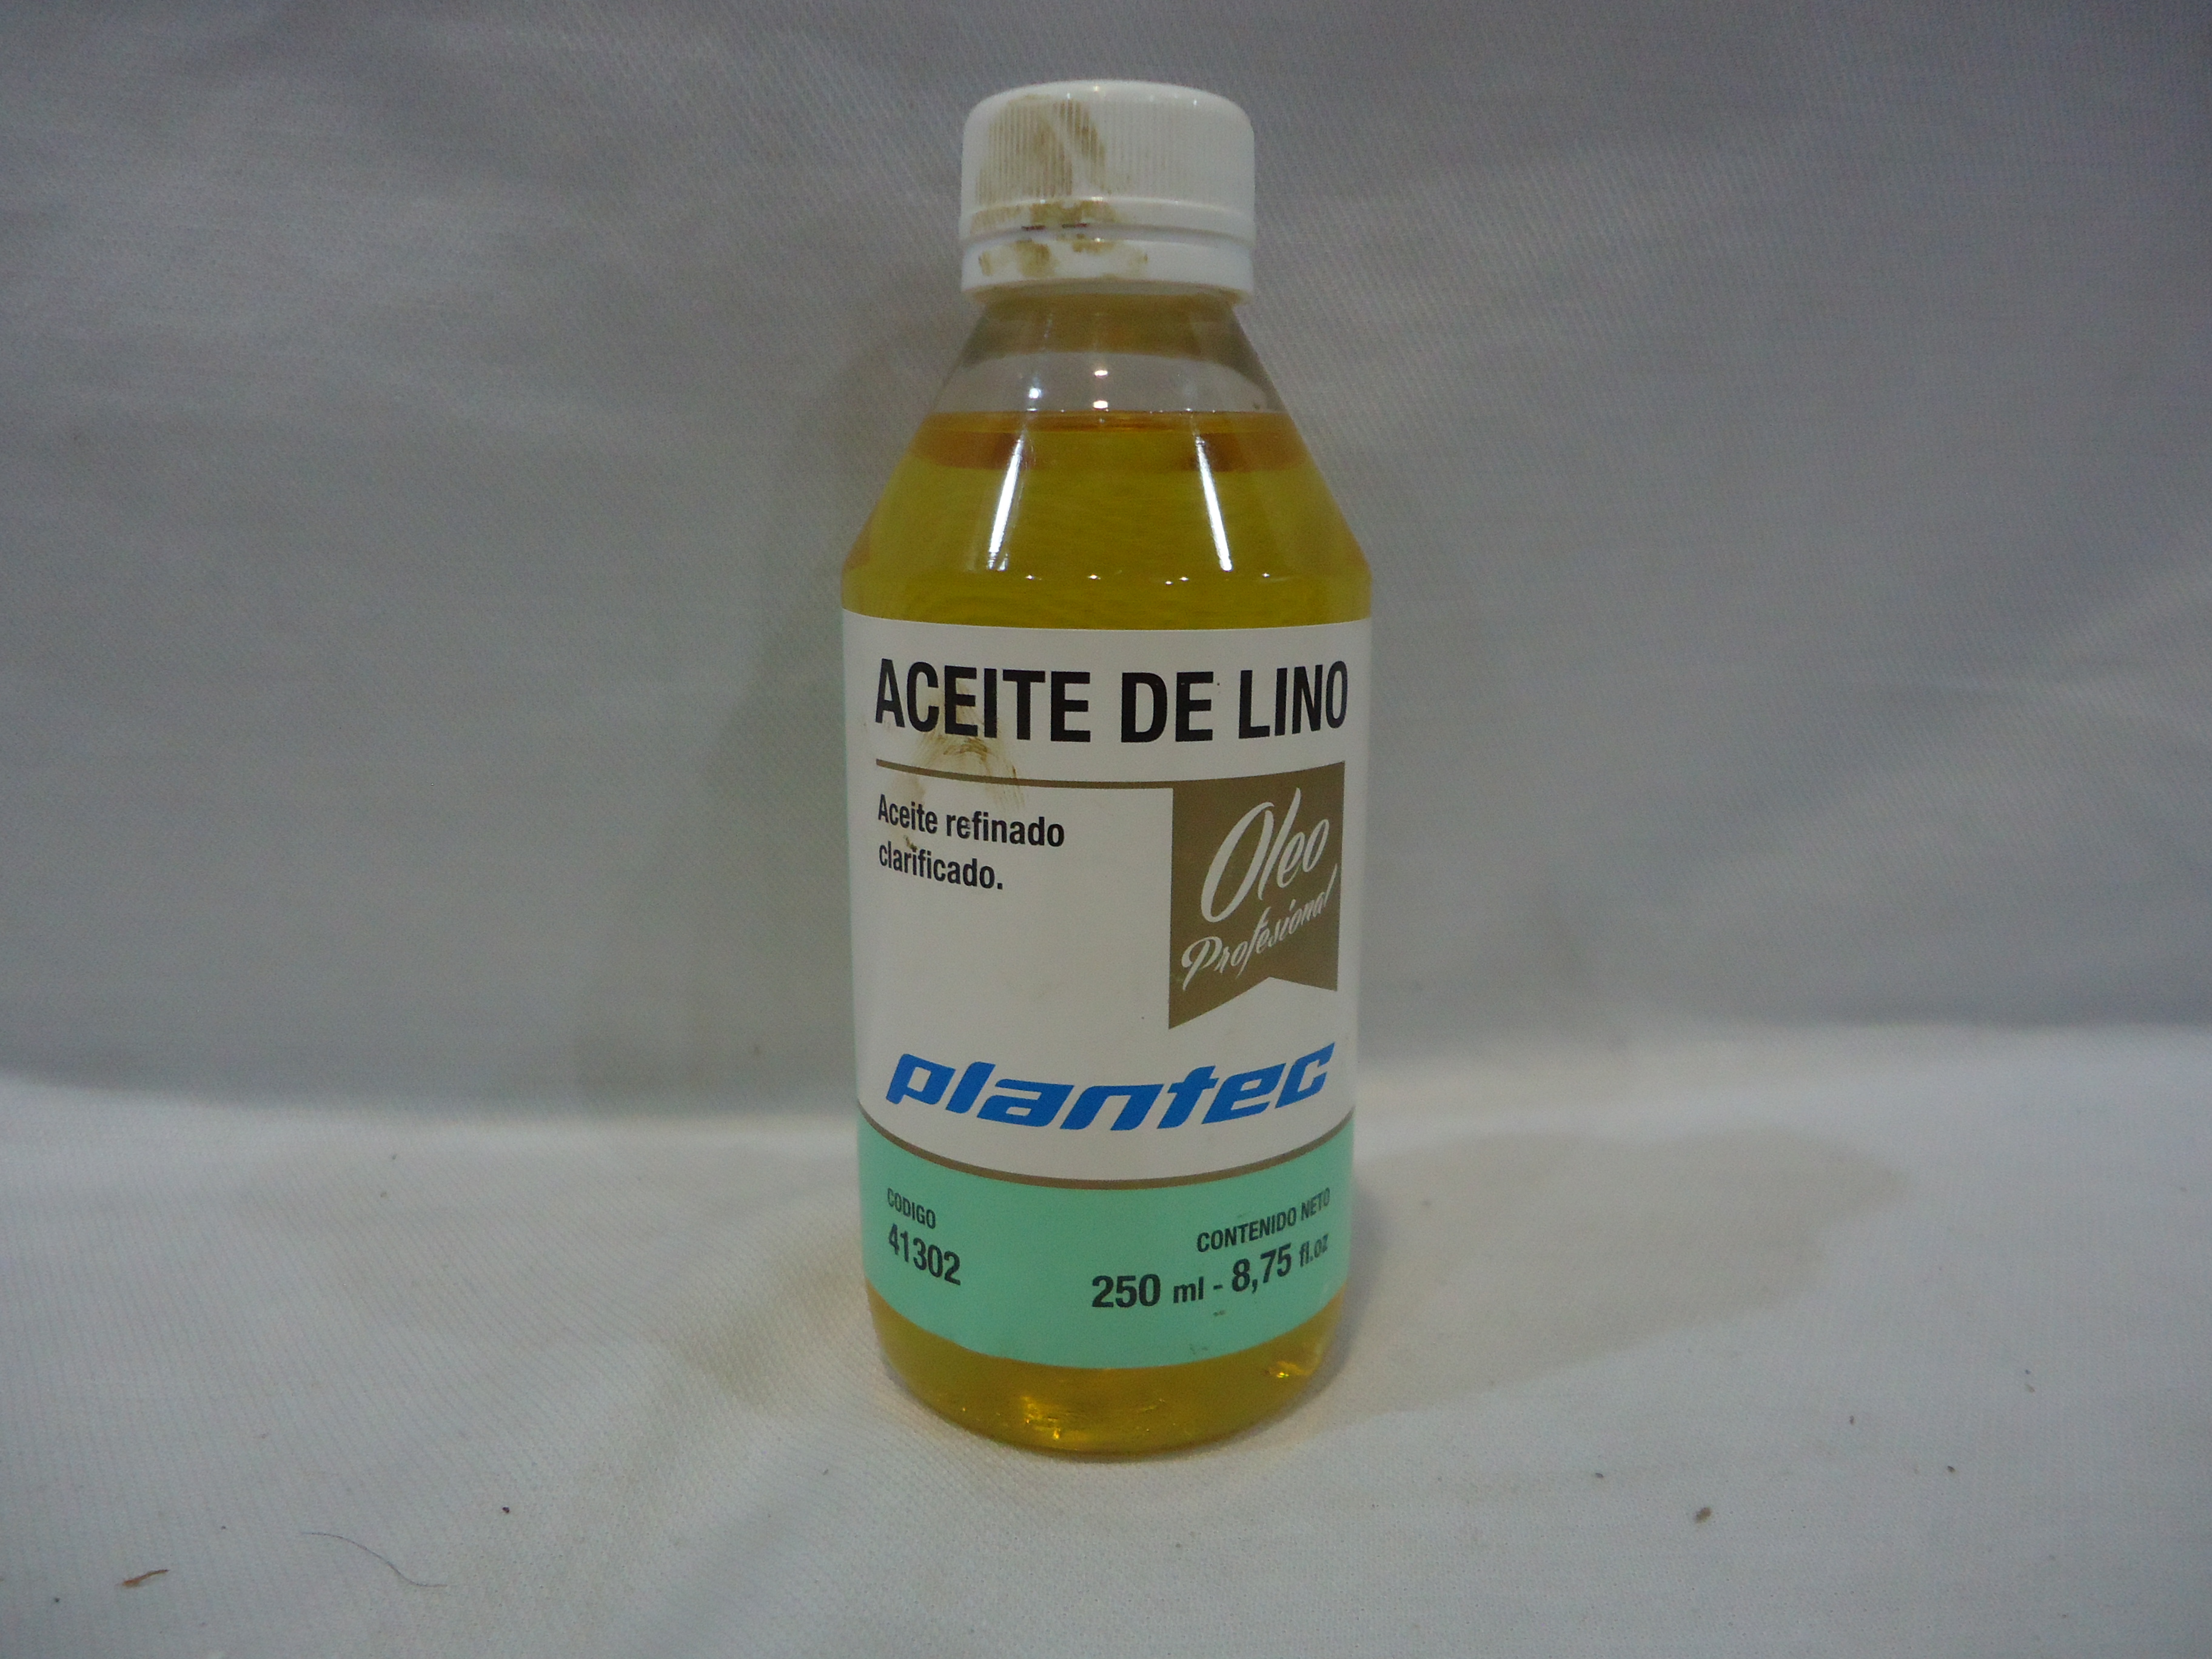 ACEITE DE LINO
Aceite refinado
clarificado.
Oleo
Profesional
plantec
CODIGO
41302
CONTENIDO NETO
250 ml - 8,75 fl.oz